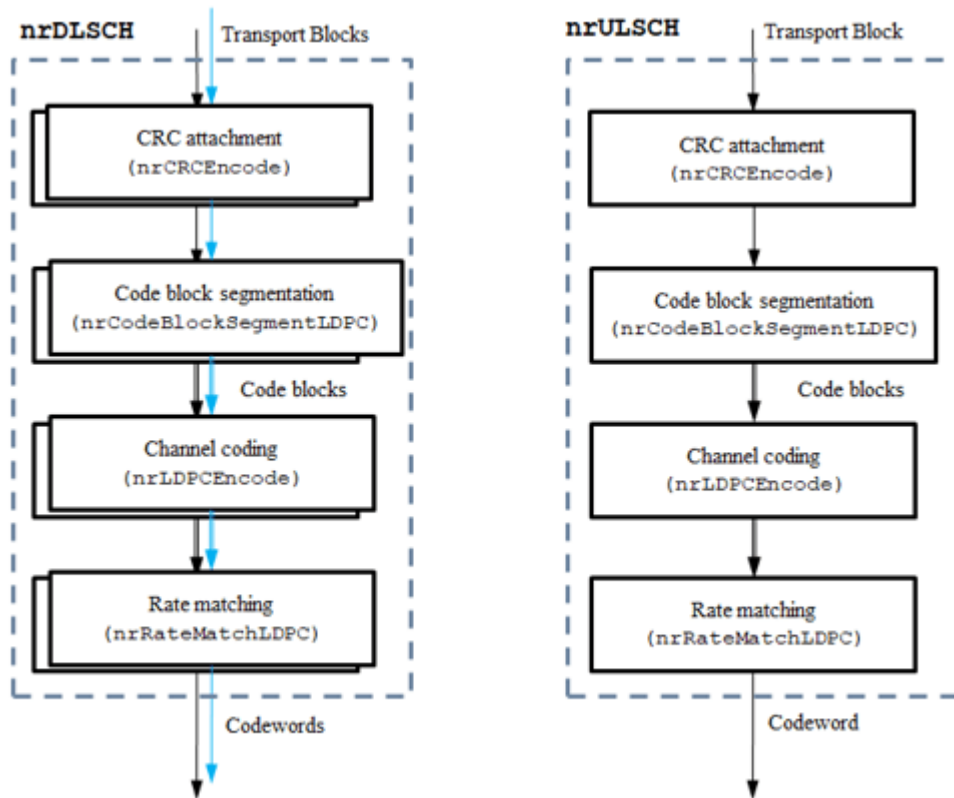 nrDLSCH
Transport Blocks
CRC attachment
(nrCRCEncode)
Code block segmentation
(nrCodeBlockSegmentLDPC)
Code blocks
Channel coding
(nrLDPCEncode)
Rate matching
(nrRateMatchLDPC)
Codewords
nrULSCH
Transport Block
CRC attachment
(nrCRCEncode)
Code block segmentation
(nrCodeBlockSegmentLDPC)
Code blocks
Channel coding
(nrLDPCEncode)
Rate matching
(nrRateMatchLDPC)
Codeword